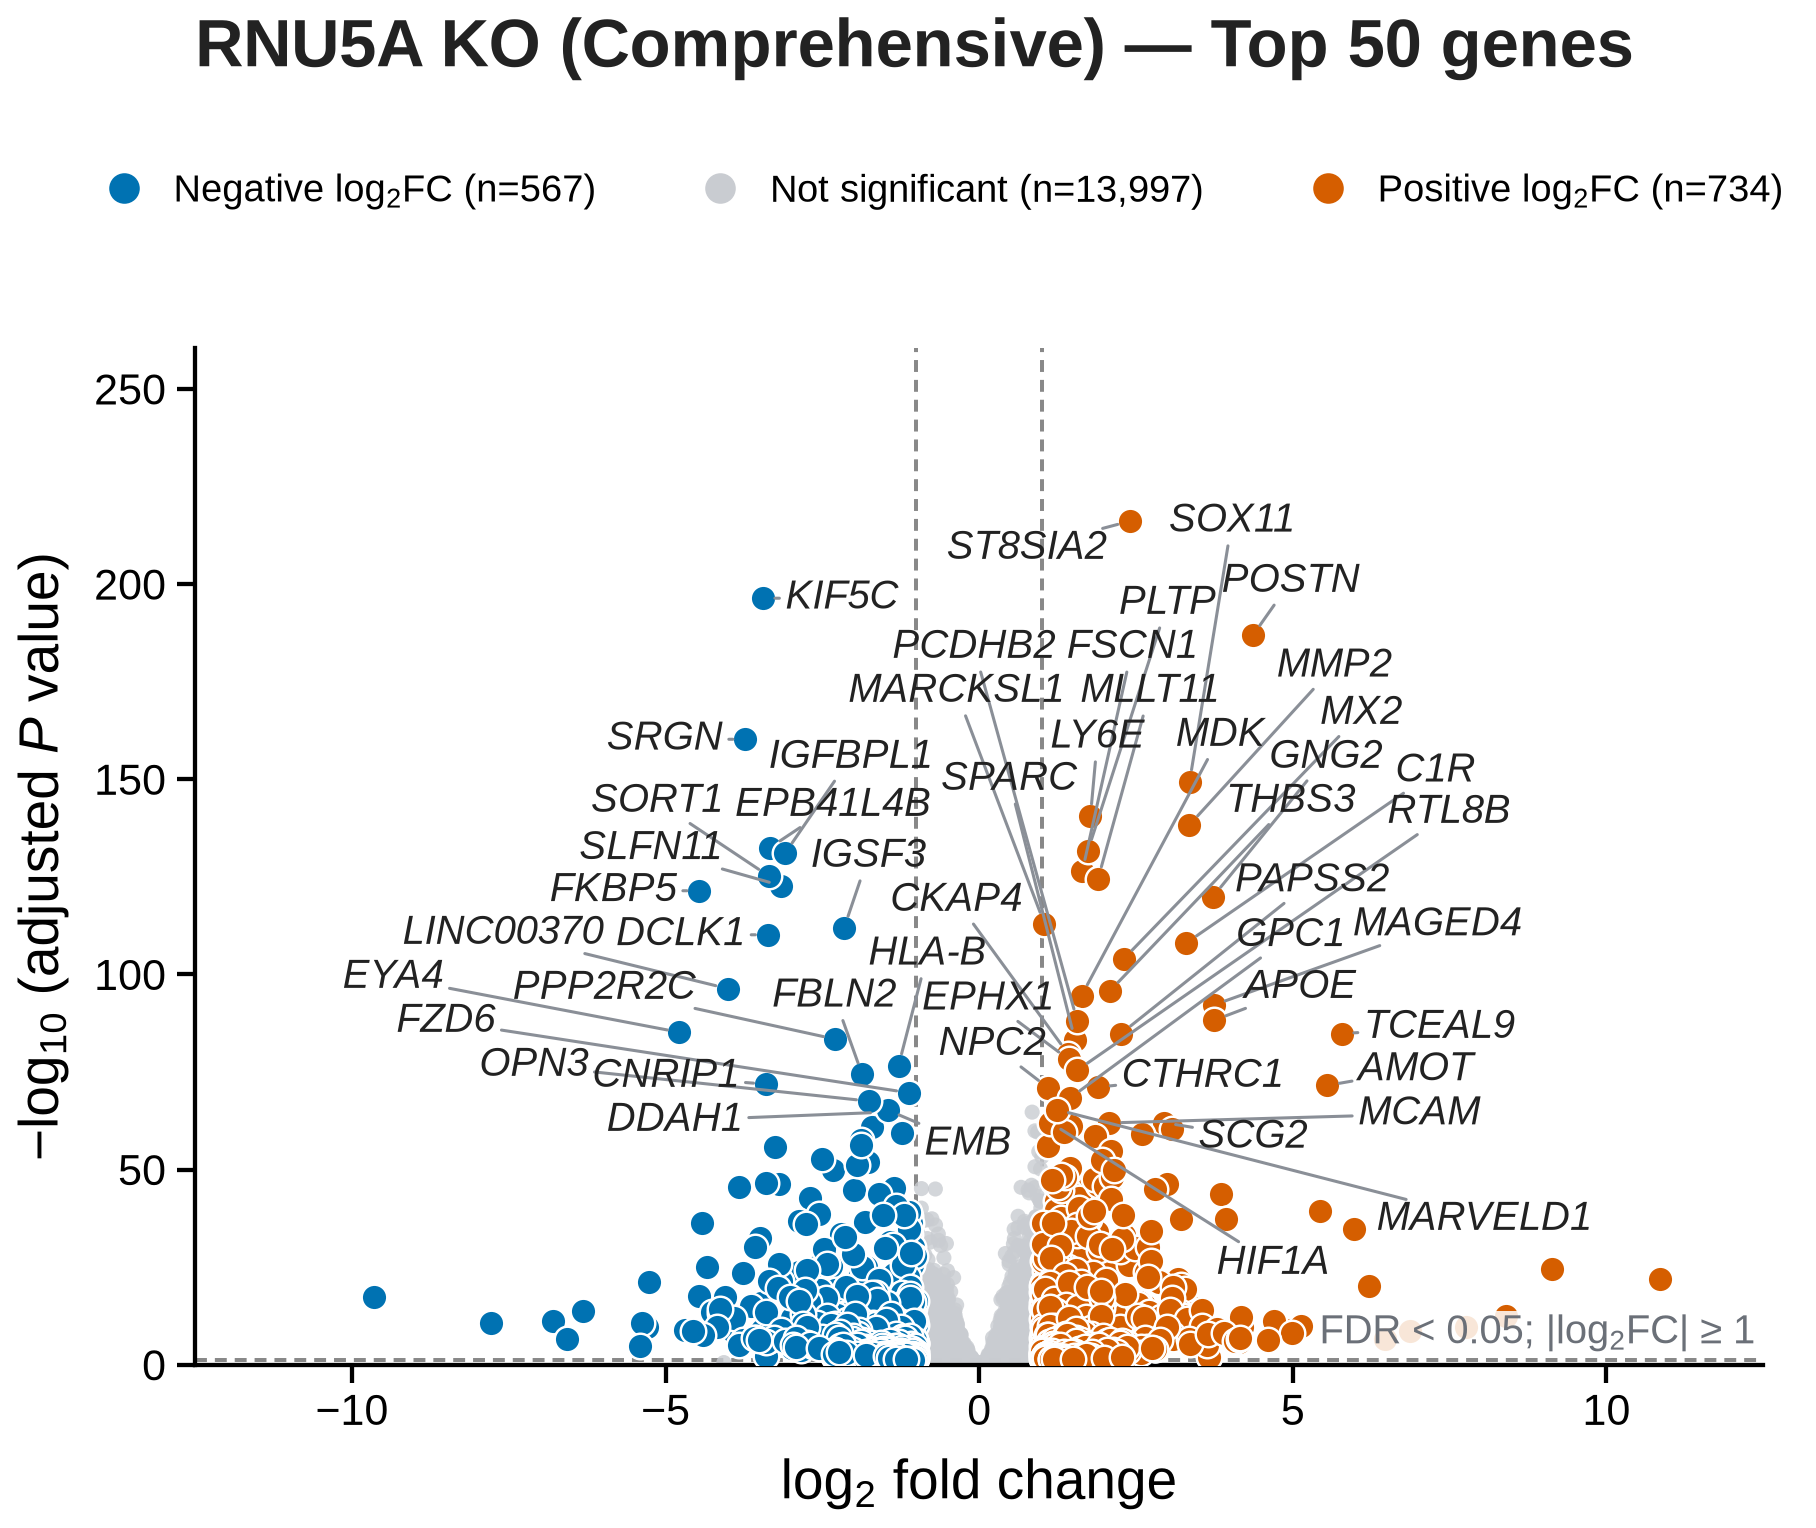 RNU5A KO (Comprehensive) — Top 50 genes
Negative log₂FC (n=567)
Not significant (n=13,997)
Positive log₂FC (n=734)
−log₁₀ (adjusted P value)
250
200
150
100
50
0
SOX11
ST8SIA2
POSTN
KIF5C
PLTP
PCDHB2
FSCN1
MMP2
MARCKSL1
MLLT11
MX2
SRGN
LY6E
MDK
IGFBPL1
GNG2
C1R
SPARC
SORT1
EPB41L4B
THBS3
RTL8B
SLFN11
IGSF3
FKBP5
PAPSS2
CKAP4
LINC00370
DCLK1
GPC1
MAGED4
HLA-B
EYA4
PPP2R2C
FBLN2
EPHX1
APOE
FZD6
TCEAL9
NPC2
OPN3
CNRIP1
CTHRC1
AMOT
DDAH1
MCAM
EMB
SCG2
MARVELD1
HIF1A
FDR < 0.05; |log₂FC| ≥ 1
−10
−5
0
5
10
log₂ fold change